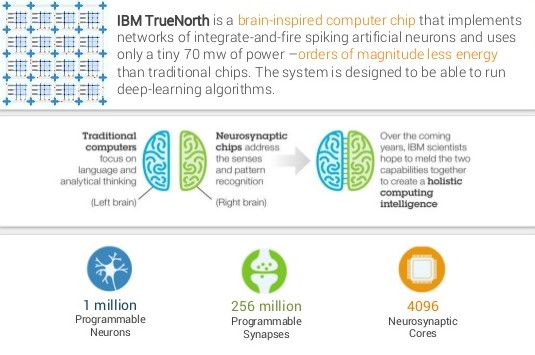 IBM TrueNorth is a brain-inspired computer chip that implements
networks of integrate-and-fire spiking artificial neurons and uses
only a tiny 70 mw of power –orders of magnitude less energy
than traditional chips. The system is designed to be able to run
deep-learning algorithms.
Traditional
computers
focus on
language and
analytical thinking
(Left brain)
Neurosynaptic
chips address
the senses
and pattern
recognition
(Right brain)
Over the coming
years, IBM scientists
hope to meld the two
capabilities together
to create a holistic
computing
intelligence
1 million
Programmable
Neurons
256 million
Programmable
Synapses
4096
Neurosynaptic
Cores